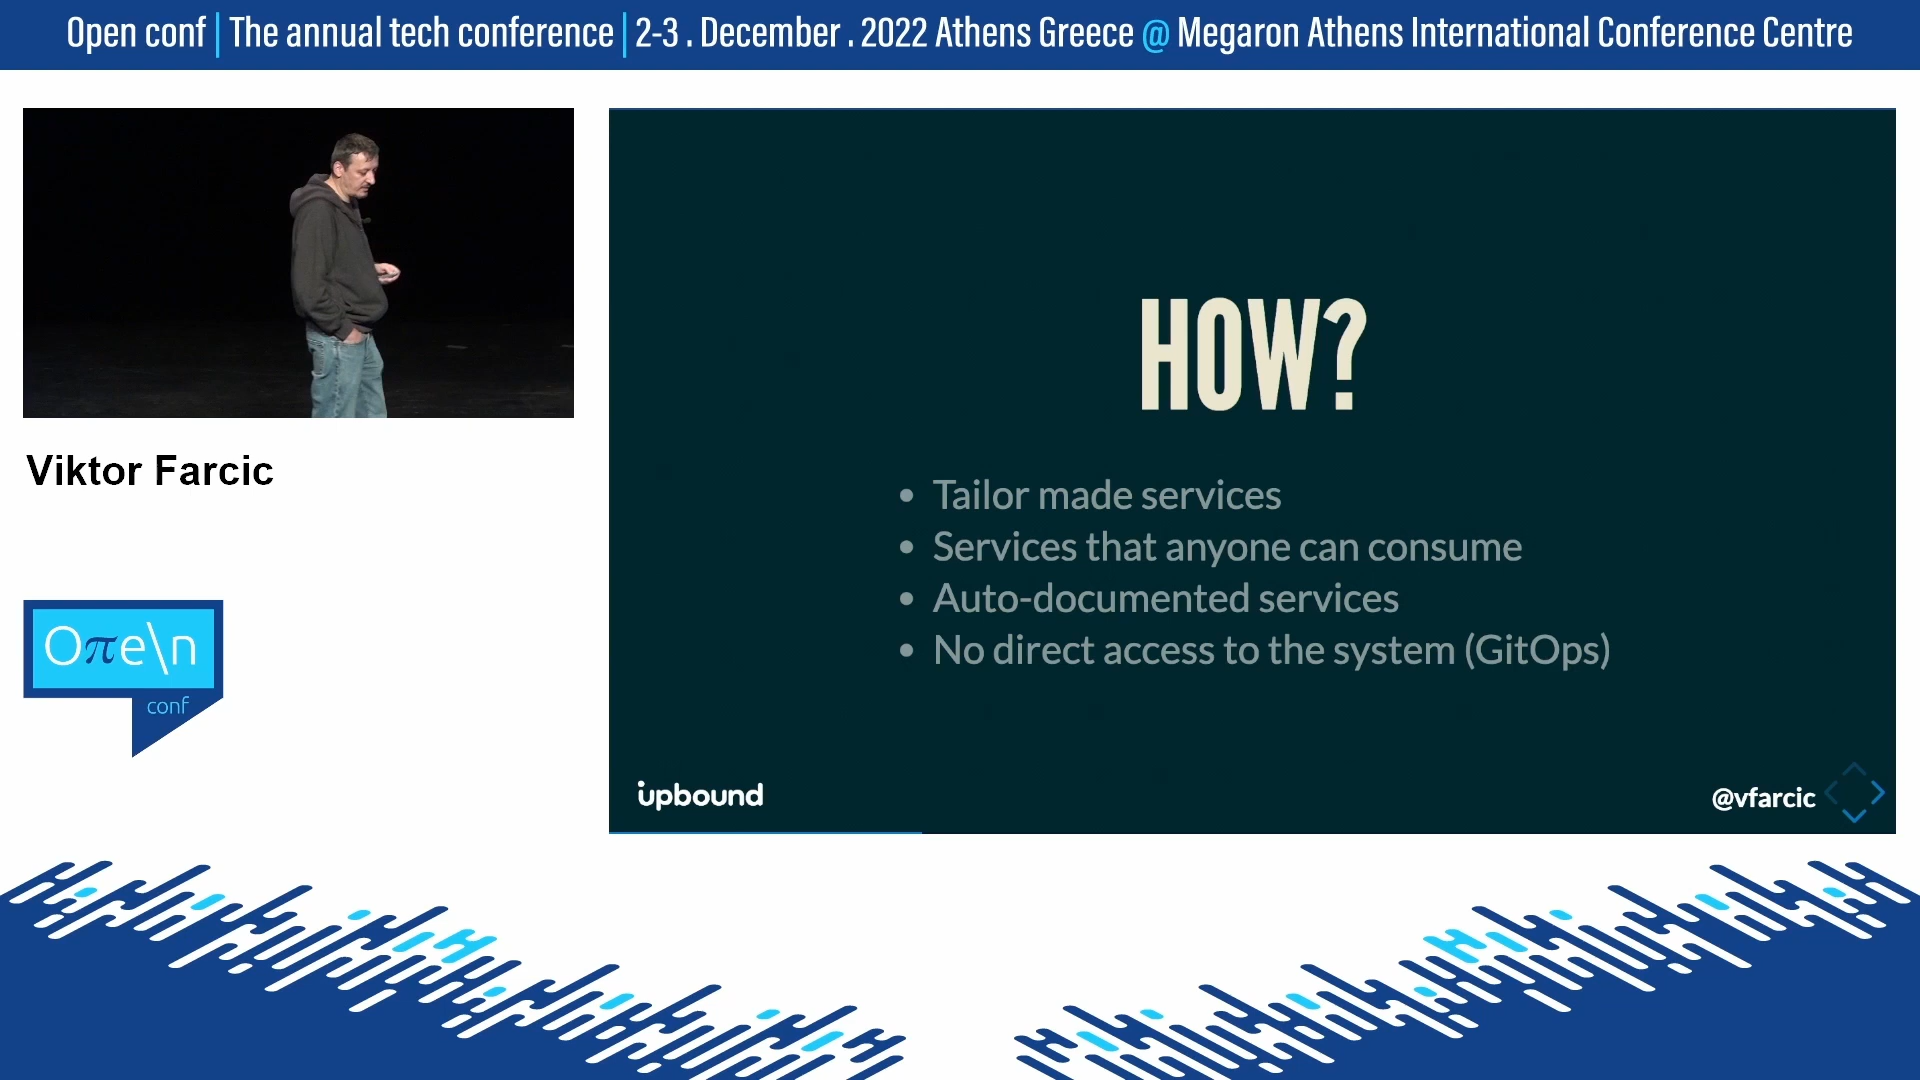 Open conf | The annual tech conference | 2-3 . December . 2022 Athens Greece @ Megaron Athens International Conference Centre
Viktor Farcic
Oπe\n
conf
HOW?
• Tailor made services
• Services that anyone can consume
• Auto-documented services
• No direct access to the system (GitOps)
upbound
@vfarcic